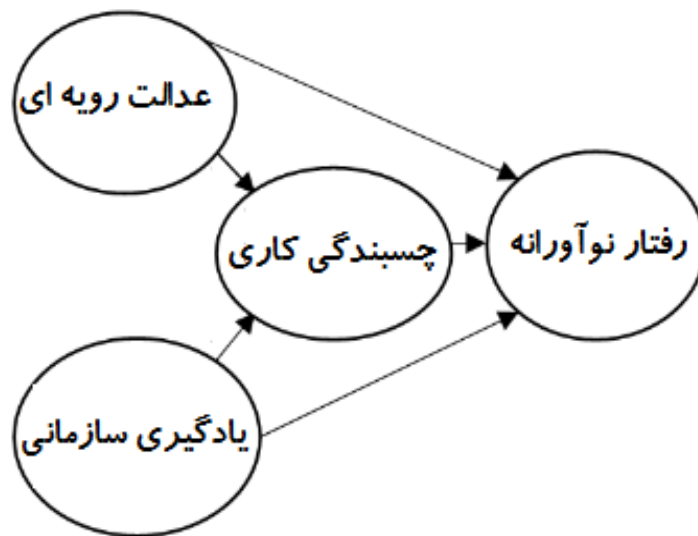 عدالت رویه ای
چسبندگی کاری
رفتار نوآورانه
یادگیری سازمانی